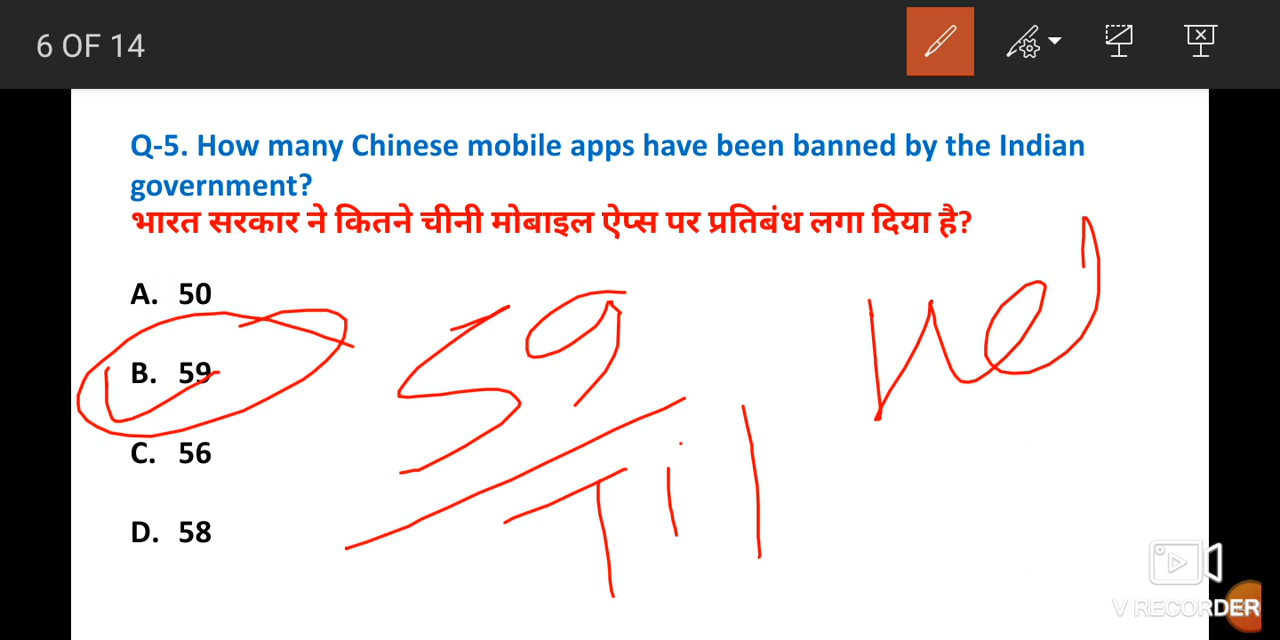 6 OF 14
Q-5. How many Chinese mobile apps have been banned by the Indian
government?
भारत सरकार ने कितने चीनी मोबाइल ऐप्स पर प्रतिबंध लगा दिया है?
A. 50
B. 59
C. 56
D. 58
59
V RECORDER